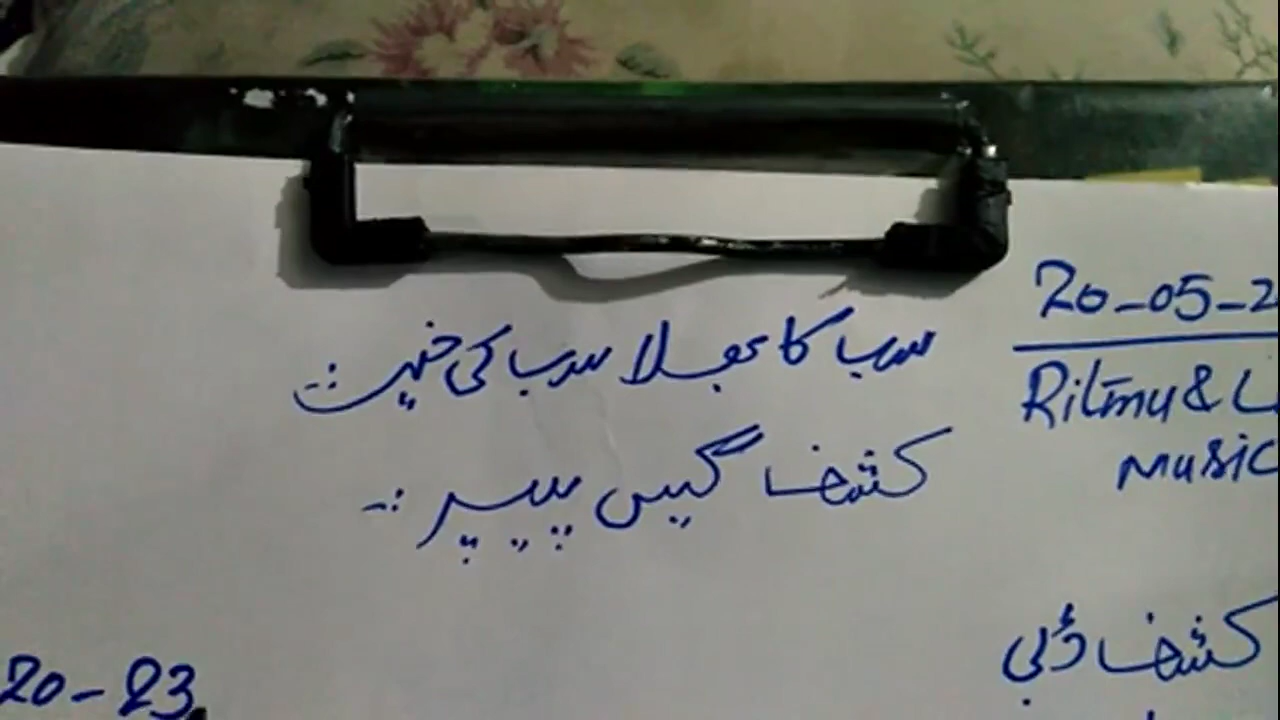 20-05-2
سب کا بھلا سب کی خیر :-
Ritmu & L
Music
کشف گیس پیپر :-
کشف ڈبی
20-23